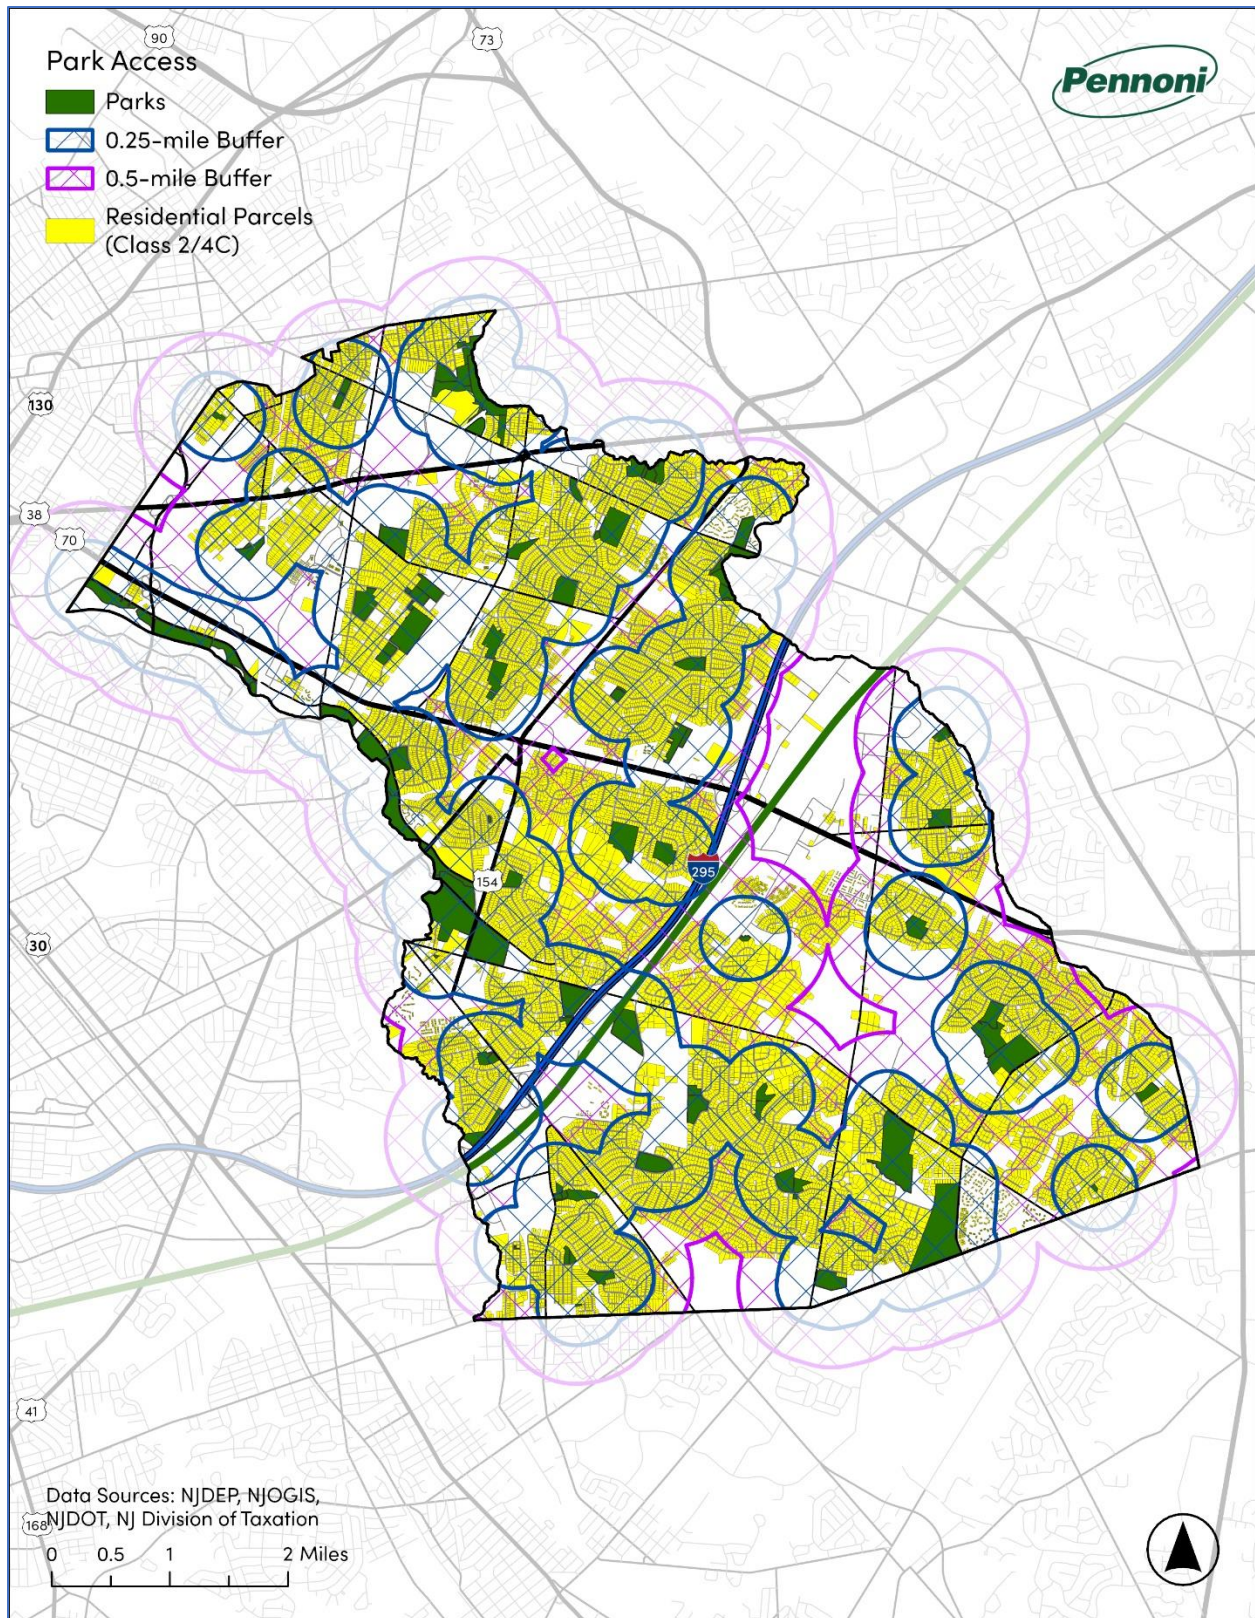 90
73
Park Access
Pennoni
Parks
0.25-mile Buffer
0.5-mile Buffer
Residential Parcels
(Class 2/4C)
130
38
70
154
295
30
41
Data Sources: NJDEP, NJOGIS,
168
NJDOT, NJ Division of Taxation
0 0.5 1 2 Miles